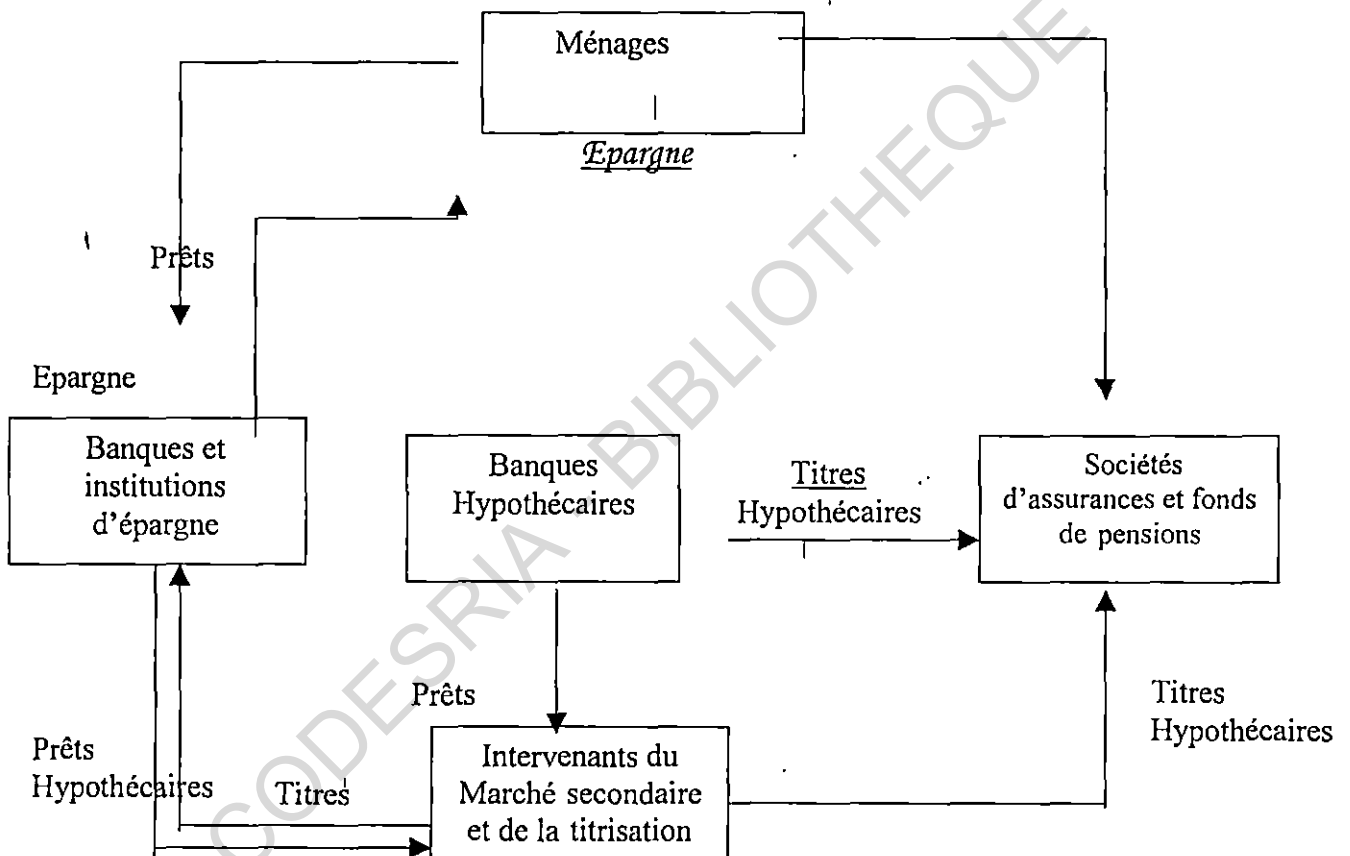 Ménages
Epargne
Prêts
Epargne
Banques et
institutions
d'épargne
Banques
Hypothécaires
Titres
Hypothécaires
Sociétés
d'assurances et fonds
de pensions
Prêts
Titres
Hypothécaires
Prêts
Hypothécaires
Titres
Intervenants du
Marché secondaire
et de la titrisation
CODESRIA - BIBLIOTHEQUE